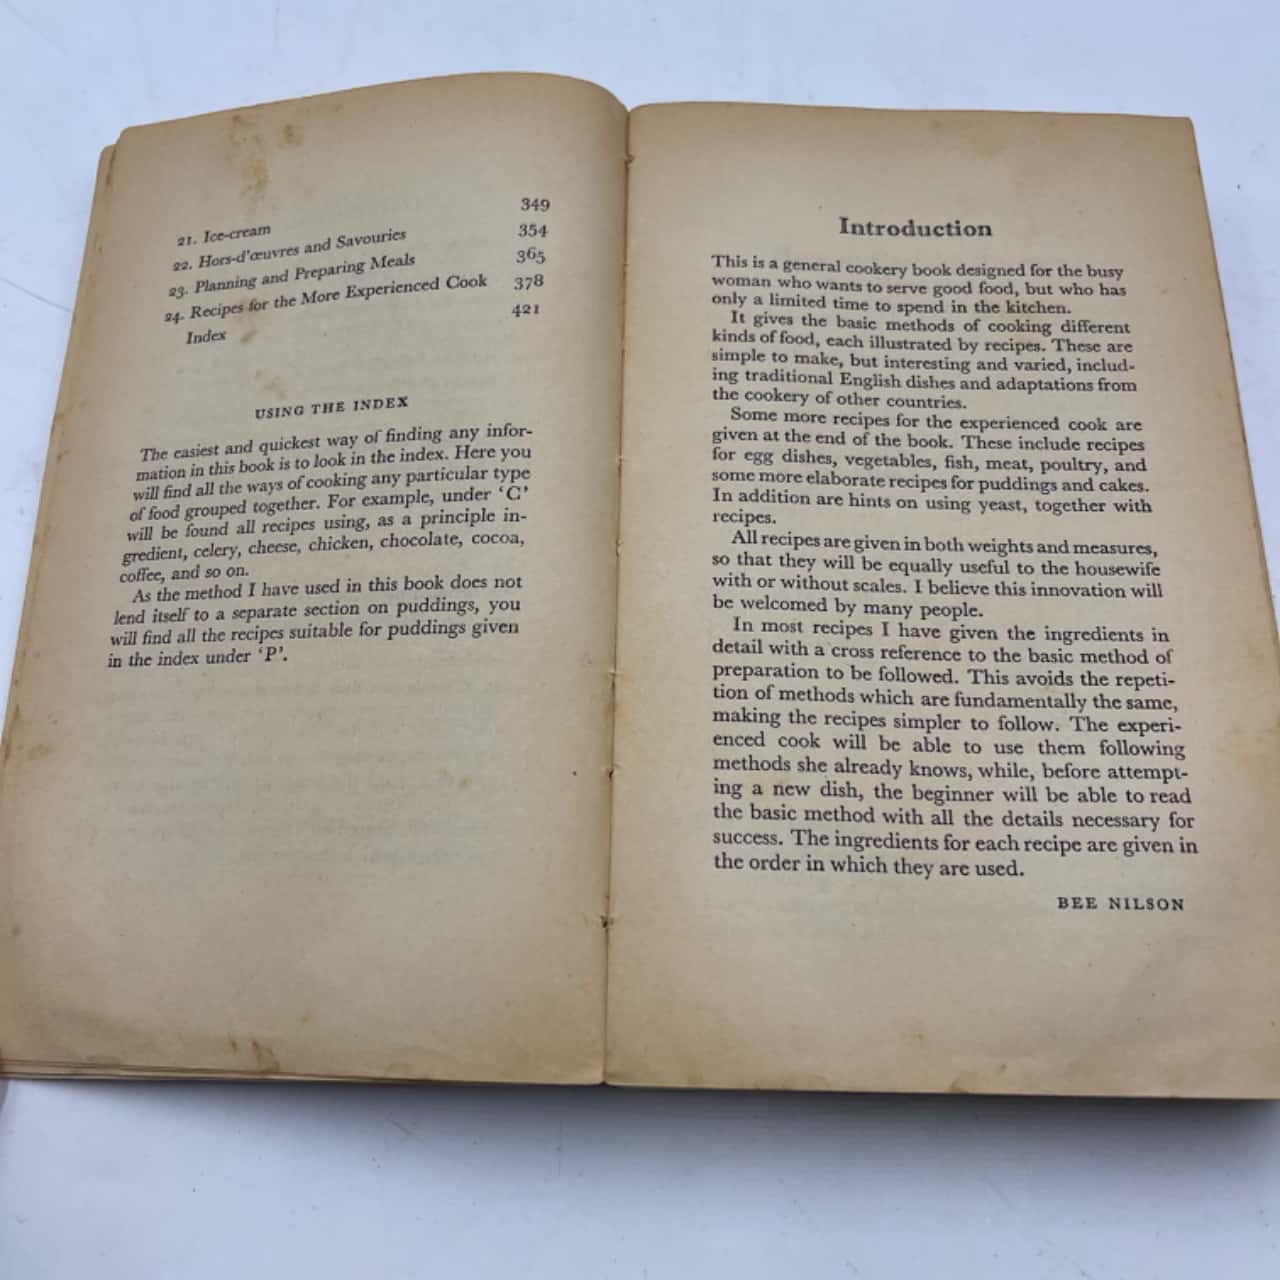 21. Ice-cream 349
22. Hors-d'œuvres and Savouries 354
23. Planning and Preparing Meals 365
24. Recipes for the More Experienced Cook 378
Index 421
USING THE INDEX
The easiest and quickest way of finding any infor-
mation in this book is to look in the index. Here you
will find all the ways of cooking any particular type
of food grouped together. For example, under ‘C’
will be found all recipes using, as a principle in-
gredient, celery, cheese, chicken, chocolate, cocoa,
coffee, and so on.
As the method I have used in this book does not
lend itself to a separate section on puddings, you
will find all the recipes suitable for puddings given
in the index under ‘P’.
Introduction
This is a general cookery book designed for the busy
woman who wants to serve good food, but who has
only a limited time to spend in the kitchen.
It gives the basic methods of cooking different
kinds of food, each illustrated by recipes. These are
simple to make, but interesting and varied, includ-
ing traditional English dishes and adaptations from
the cookery of other countries.
Some more recipes for the experienced cook are
given at the end of the book. These include recipes
for egg dishes, vegetables, fish, meat, poultry, and
some more elaborate recipes for puddings and cakes.
In addition are hints on using yeast, together with
recipes.
All recipes are given in both weights and measures,
so that they will be equally useful to the housewife
with or without scales. I believe this innovation will
be welcomed by many people.
In most recipes I have given the ingredients in
detail with a cross reference to the basic method of
preparation to be followed. This avoids the repeti-
tion of methods which are fundamentally the same,
making the recipes simpler to follow. The experi-
enced cook will be able to use them following
methods she already knows, while, before attempt-
ing a new dish, the beginner will be able to read
the basic method with all the details necessary for
success. The ingredients for each recipe are given in
the order in which they are used.
BEE NILSON